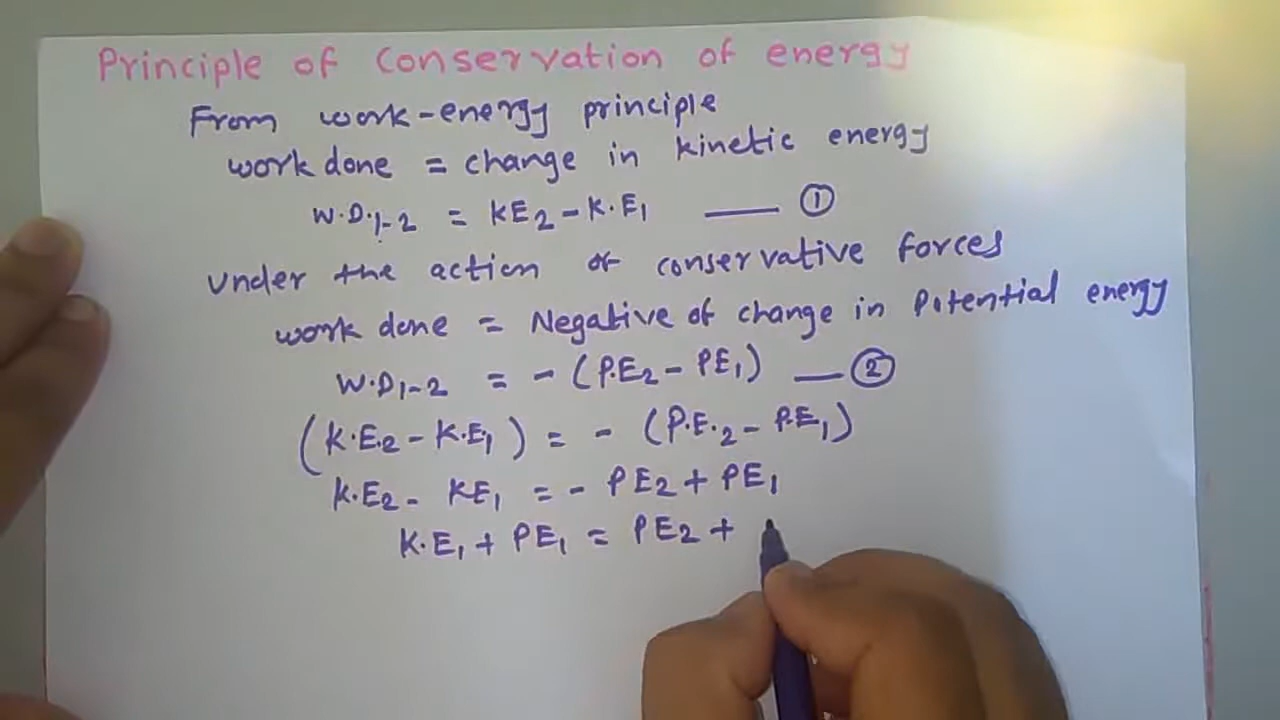 Principle of conservation of energy
From work-energy principle
work done = change in kinetic energy
W.D.1-2 = KE2 - K.E1 —— ①
under the action of conservative forces
work done = Negative of change in Potential energy
W.D1-2 = - (P.E2 - PE1) — ②
(K.E2 - K.E1) = - (P.E.2 - P.E1)
K.E2 - KE1 = - PE2 + PE1
K.E1 + PE1 = PE2 +